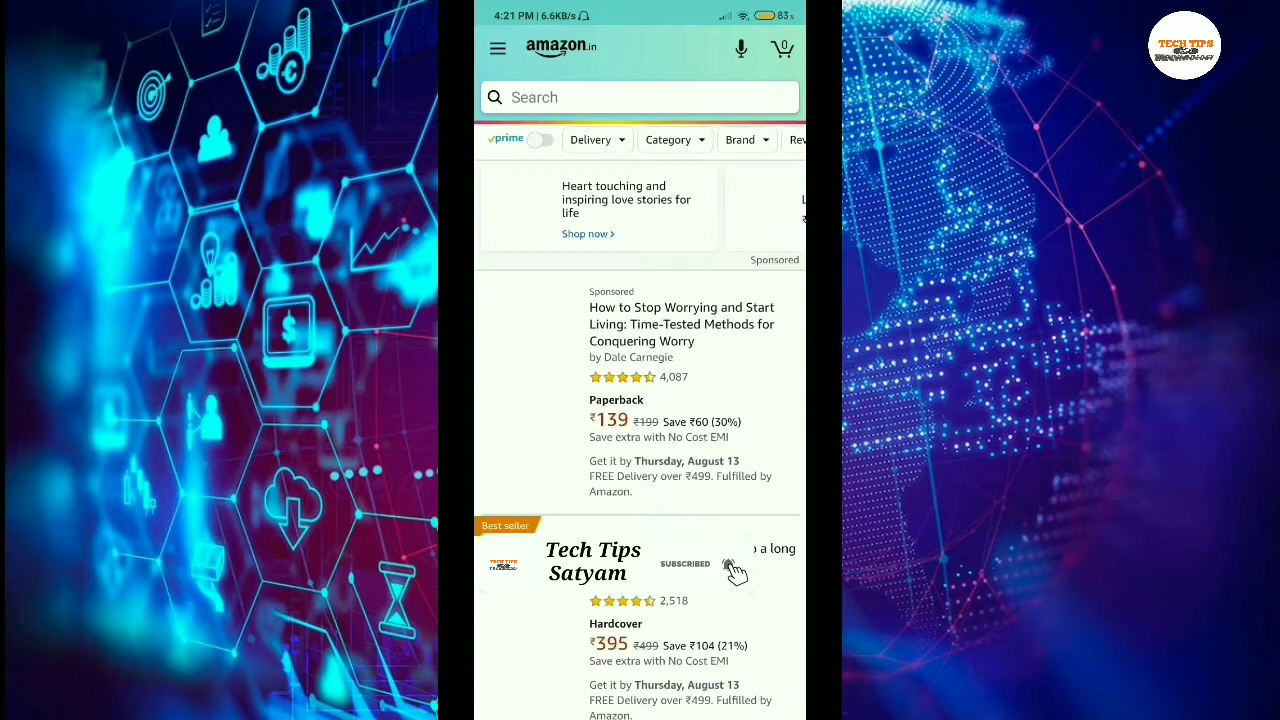 4:21 PM | 6.6KB/s
83%
TECH TIPS
amazon.in
0
Search
prime
Delivery
Category
Brand
Rev
Heart touching and
inspiring love stories for
life
Shop now ›
L
₹
Sponsored
Sponsored
How to Stop Worrying and Start
Living: Time-Tested Methods for
Conquering Worry
by Dale Carnegie
4,087
Paperback
₹139 ₹199 Save ₹60 (30%)
Save extra with No Cost EMI
Get it by Thursday, August 13
FREE Delivery over ₹499. Fulfilled by
Amazon.
Best seller
a long
TECH TIPS
Tech Tips
Satyam
SUBSCRIBED
2,518
Hardcover
₹395 ₹499 Save ₹104 (21%)
Save extra with No Cost EMI
Get it by Thursday, August 13
FREE Delivery over ₹499. Fulfilled by
Amazon.